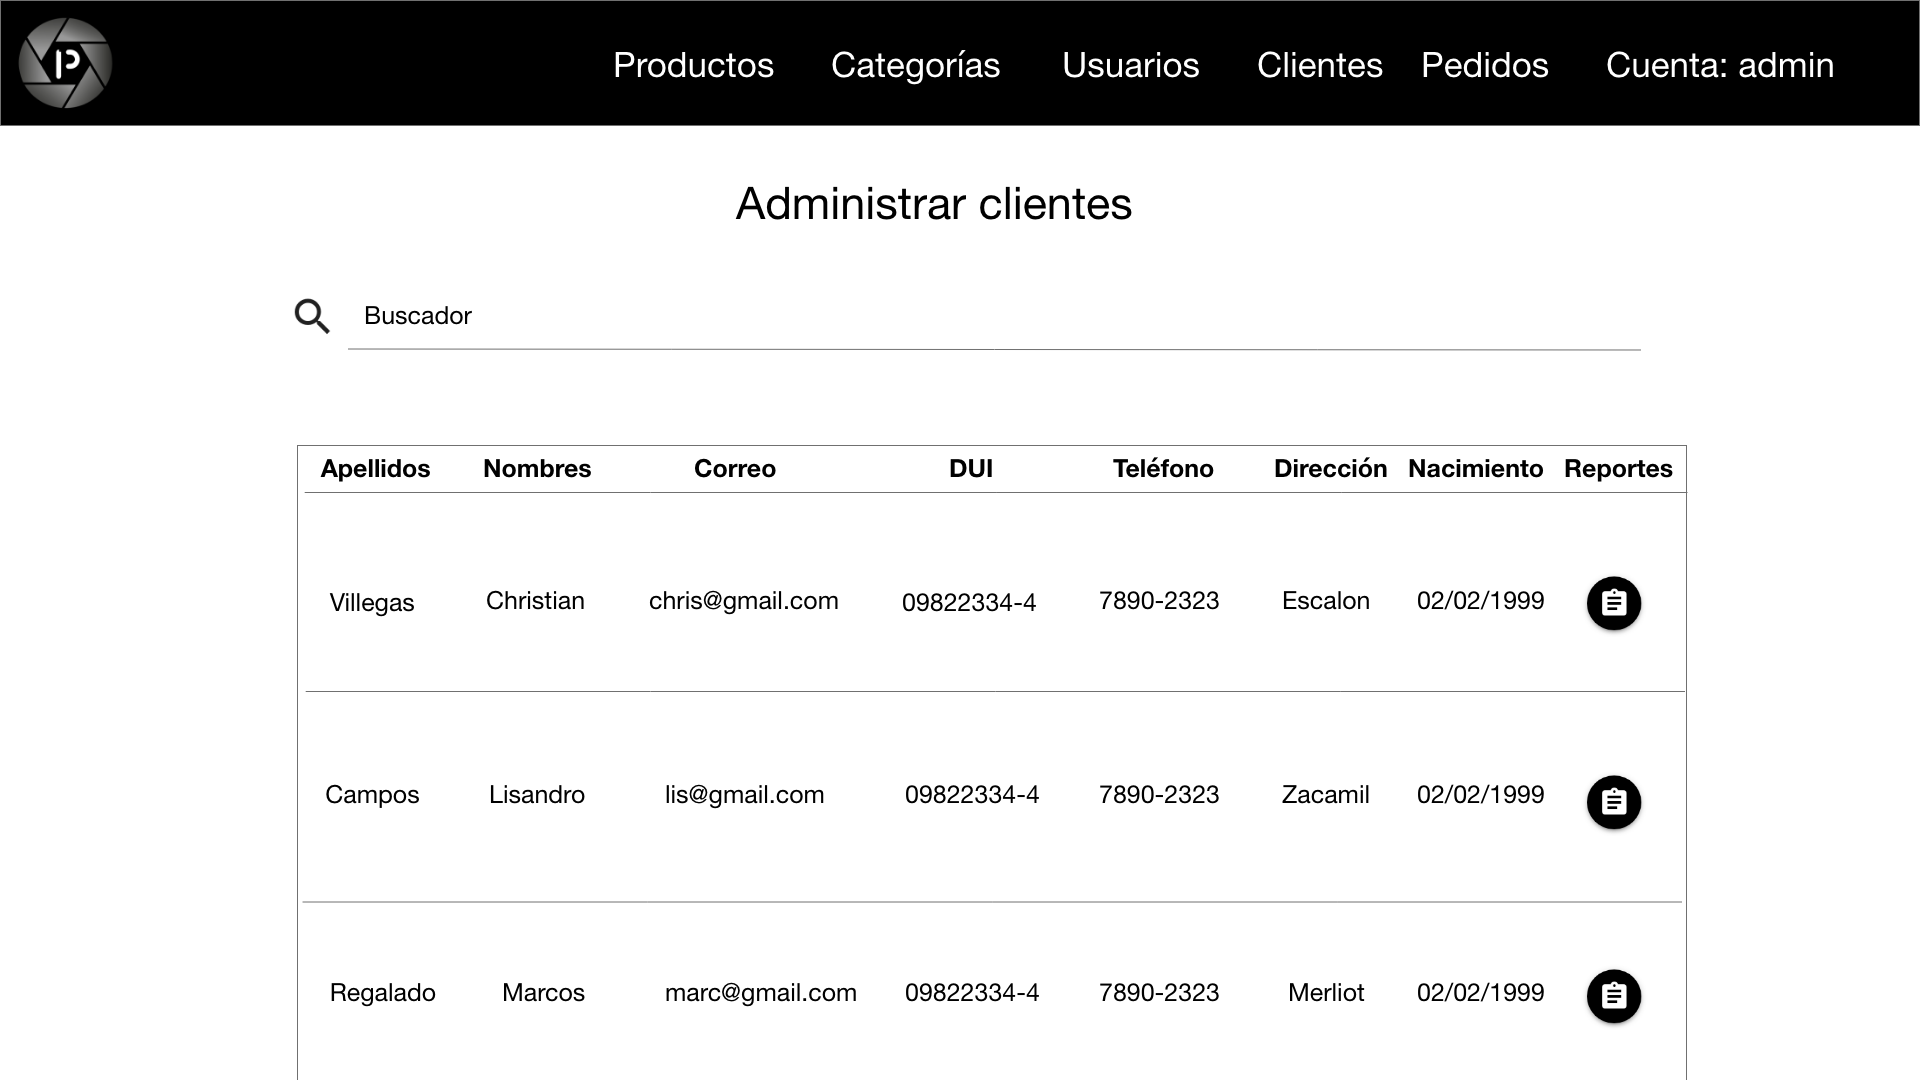 P
Productos Categorías Usuarios Clientes Pedidos Cuenta: admin
Administrar clientes
Buscador
Apellidos Nombres Correo DUI Teléfono Dirección Nacimiento Reportes
Villegas Christian chris@gmail.com 09822334-4 7890-2323 Escalon 02/02/1999
Campos Lisandro lis@gmail.com 09822334-4 7890-2323 Zacamil 02/02/1999
Regalado Marcos marc@gmail.com 09822334-4 7890-2323 Merliot 02/02/1999